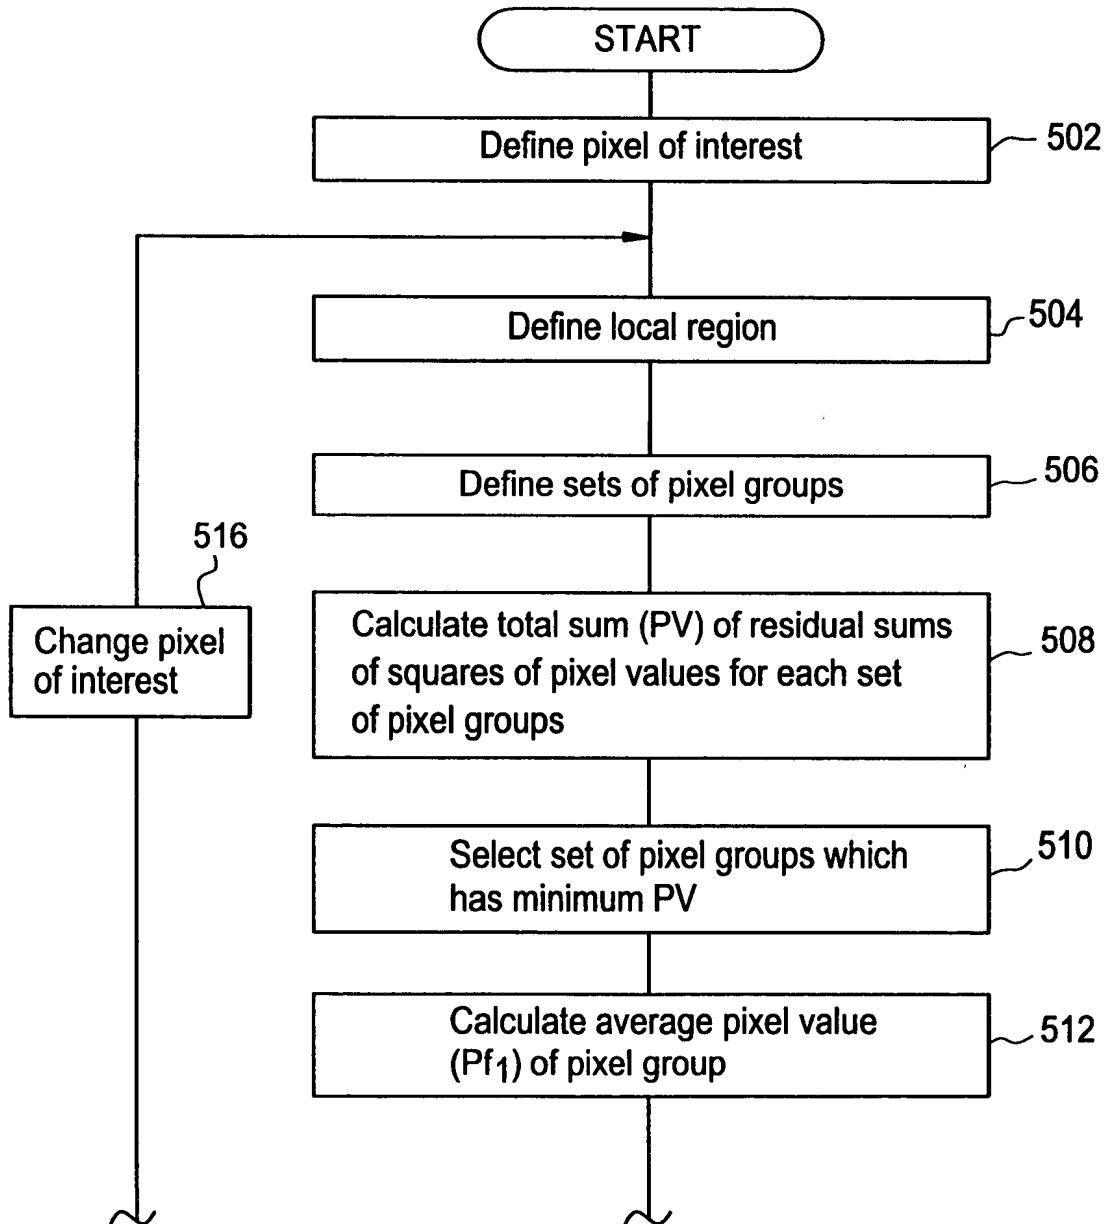 START
Define pixel of interest
502
Define local region
504
Define sets of pixel groups
506
516
Change pixel
of interest
Calculate total sum (PV) of residual sums
of squares of pixel values for each set
of pixel groups
508
Select set of pixel groups which
has minimum PV
510
Calculate average pixel value
(Pf1) of pixel group
512